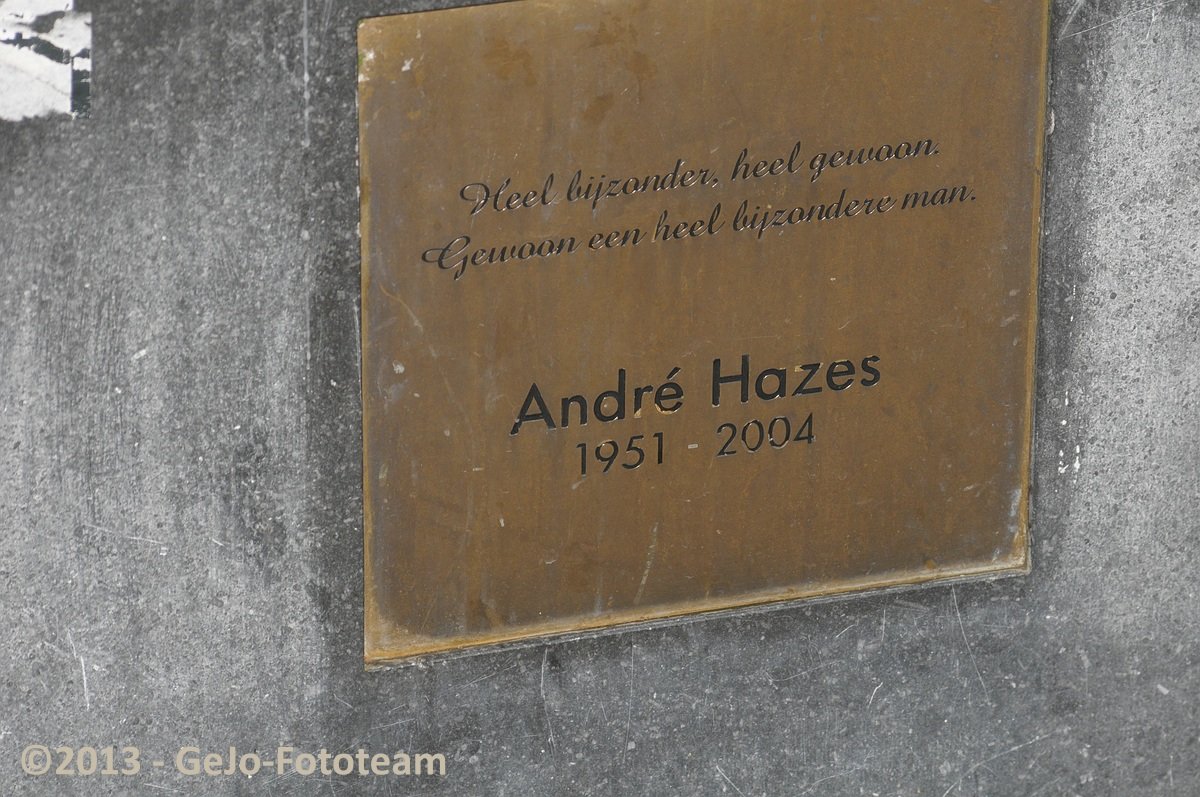 Heel bijzonder, heel gewoon.
Gewoon een heel bijzondere man.
André Hazes
1951 - 2004
©2013 - GeJo-Fototeam